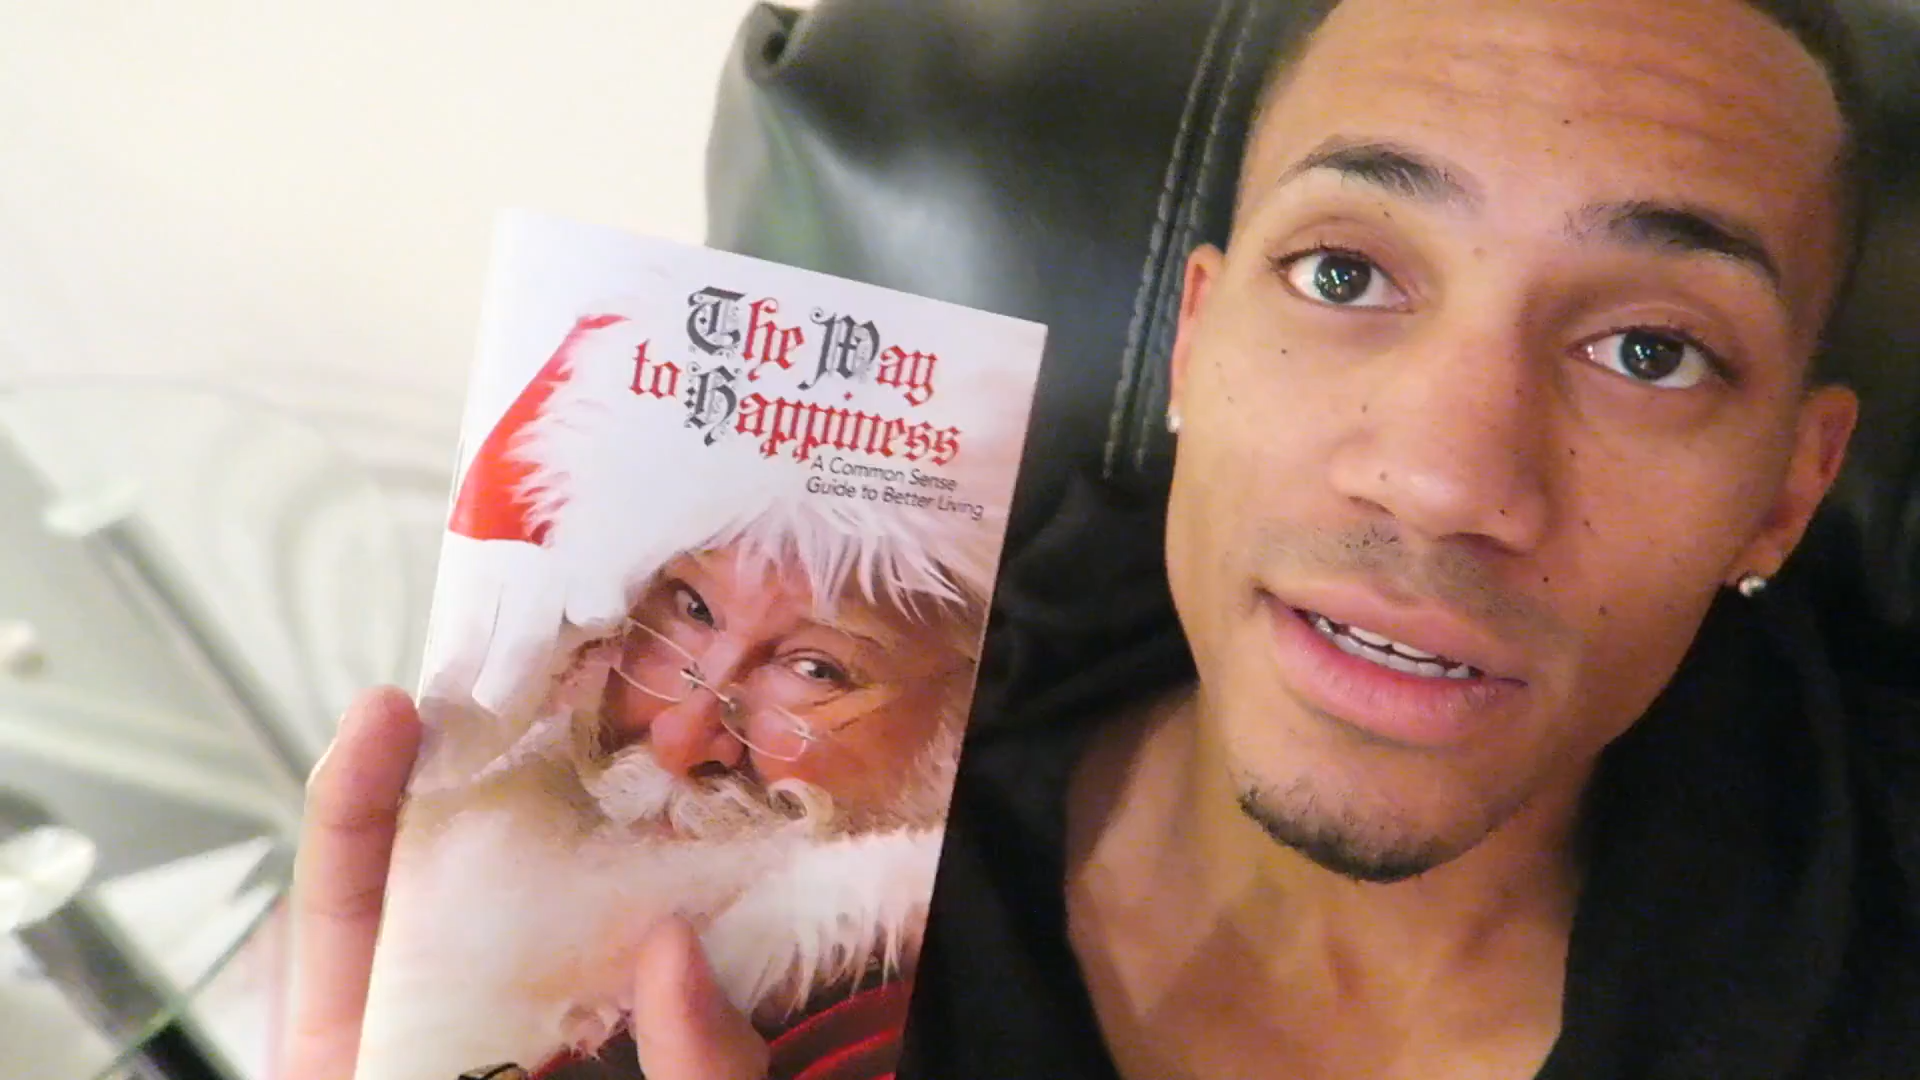 The Way
to Happiness
A Common Sense
Guide to Better Living